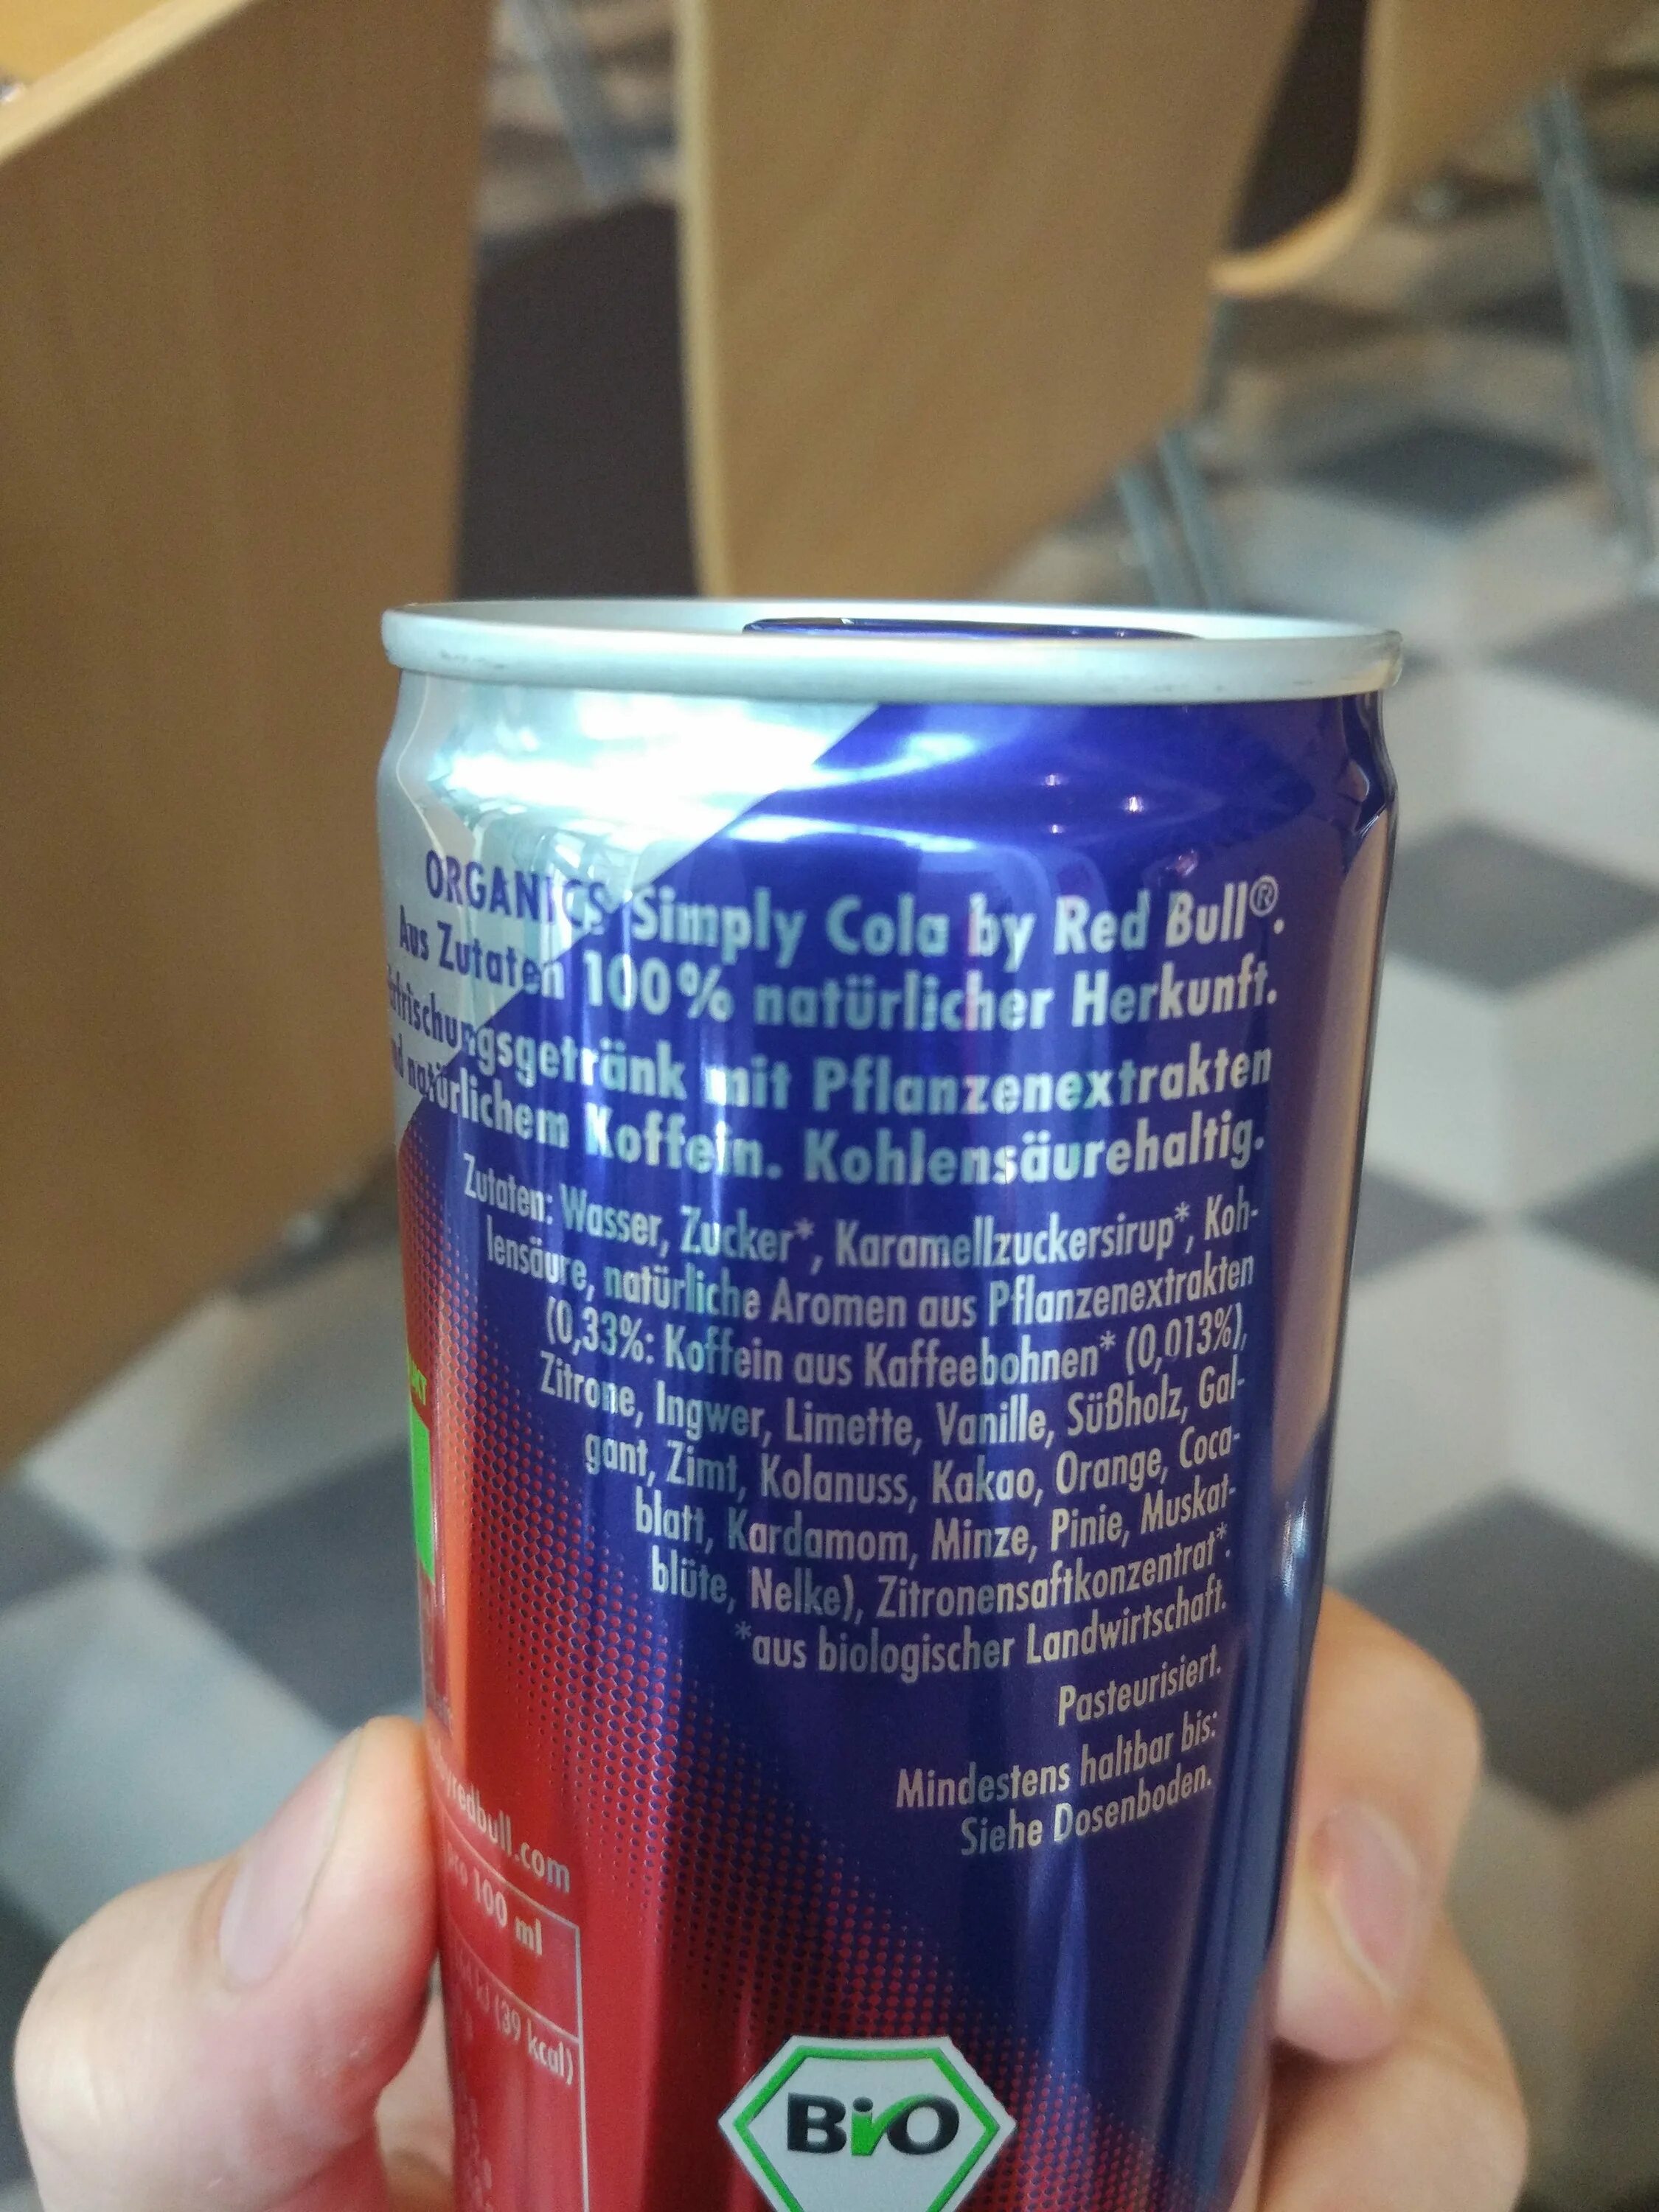 ORGANICS Simply Cola by Red Bull®.
Aus Zutaten 100% natürlicher Herkunft.
Erfrischungsgetränk mit Pflanzenextrakten
und natürlichem Koffein. Kohlensäurehaltig.
Zutaten: Wasser, Zucker*, Karamellzuckersirup*, Koh-
lensäure, natürliche Aromen aus Pflanzenextrakten
(0,33%: Koffein aus Kaffeebohnen* (0,013%),
Zitrone, Ingwer, Limette, Vanille, Süßholz, Gal-
gant, Zimt, Kolanuss, Kakao, Orange, Coca-
blatt, Kardamom, Minze, Pinie, Muskat-
blüte, Nelke), Zitronensaftkonzentrat*.
*aus biologischer Landwirtschaft.
Pasteurisiert.
Mindestens haltbar bis:
Siehe Dosenboden.
redbull.com
pro 100 ml
(39 kcal)
BiO